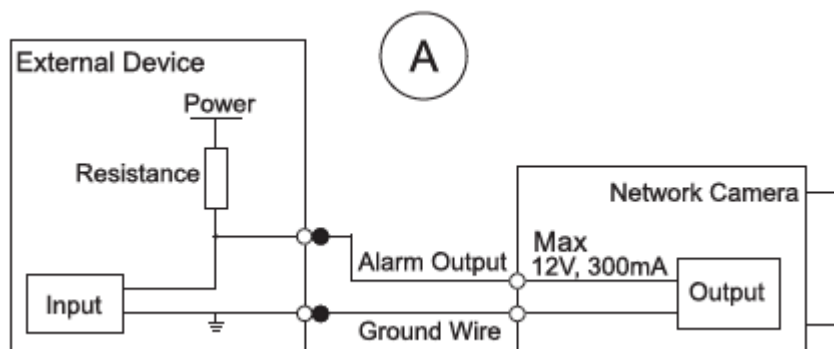 A
External Device
Power
Resistance
Network Camera
Max
12V, 300mA
Alarm Output
Output
Input
Ground Wire